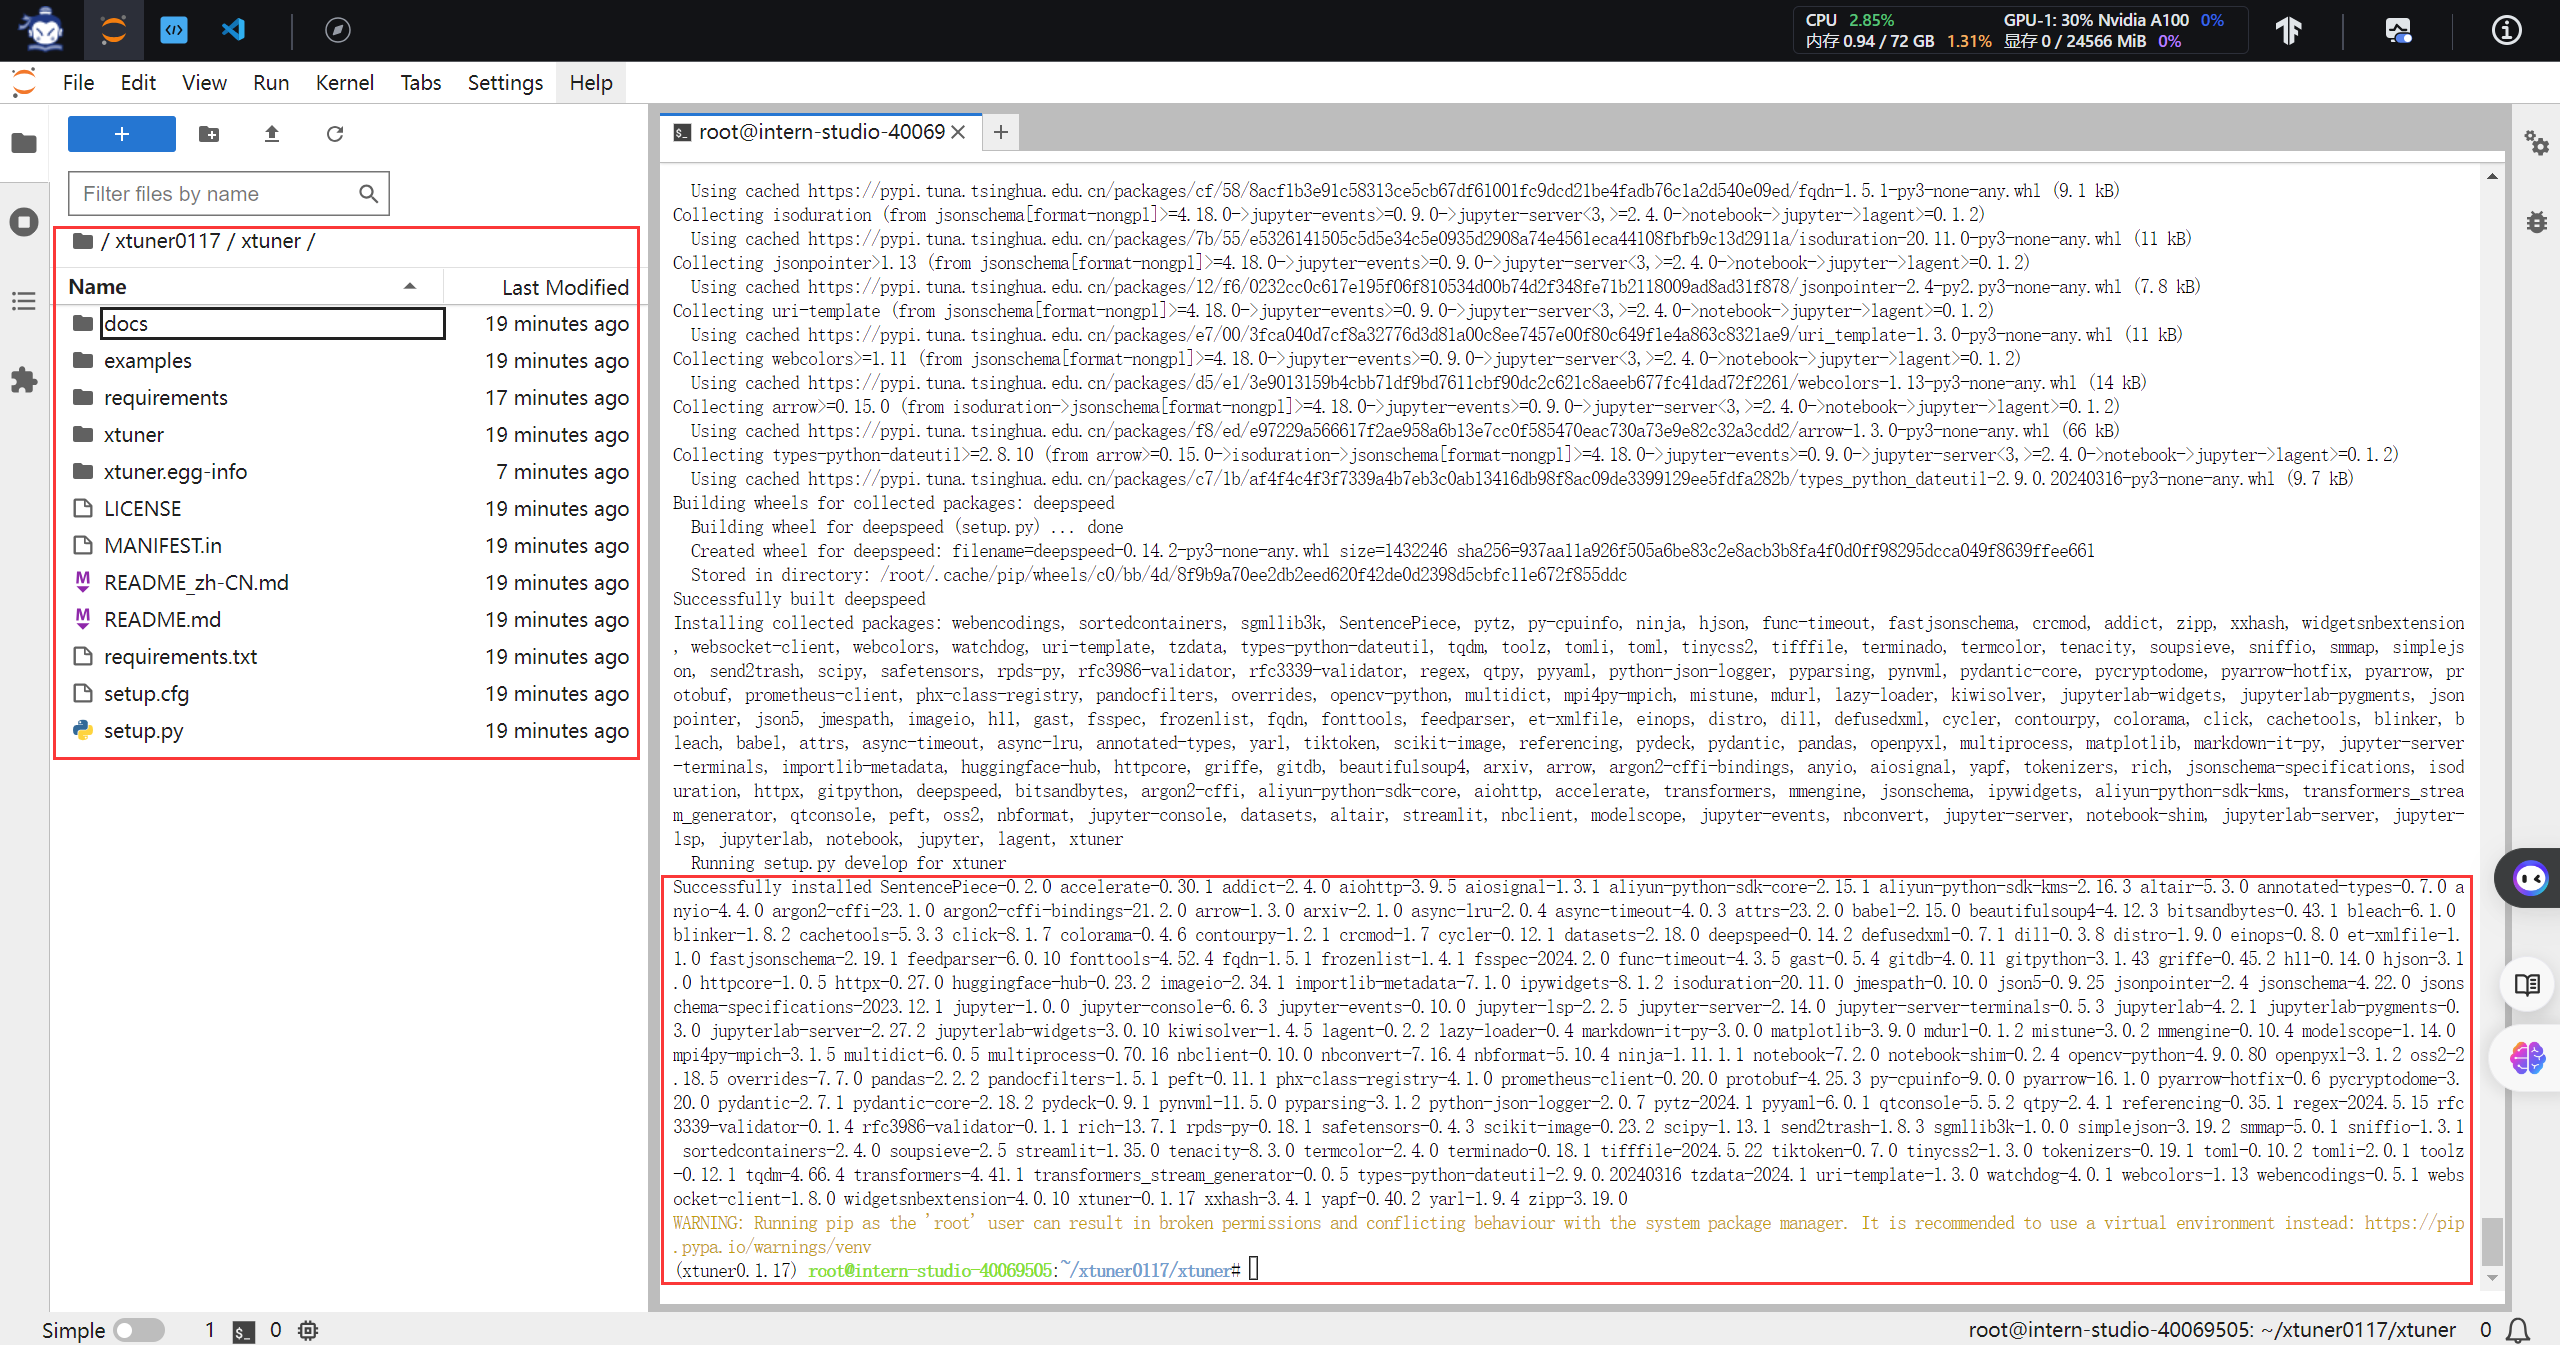 CPU 2.85%
GPU-1: 30% Nvidia A100 0%
内存 0.94 / 72 GB 1.31%
显存 0 / 24566 MiB 0%
File Edit View Run Kernel Tabs Settings Help
Filter files by name
/ xtuner0117 / xtuner /
Name Last Modified
docs 19 minutes ago
examples 19 minutes ago
requirements 17 minutes ago
xtuner 19 minutes ago
xtuner.egg-info 7 minutes ago
LICENSE 19 minutes ago
MANIFEST.in 19 minutes ago
README_zh-CN.md 19 minutes ago
README.md 19 minutes ago
requirements.txt 19 minutes ago
setup.cfg 19 minutes ago
setup.py 19 minutes ago
root@intern-studio-40069
Using cached https://pypi.tuna.tsinghua.edu.cn/packages/cf/58/8acf1b3e91c58313ce5cb67df61001fc9dcd21be4fadb76c1a2d540e09ed/fqdn-1.5.1-py3-none-any.whl (9.1 kB)
Collecting isoduration (from jsonschema[format-nongpl]>=4.18.0->jupyter-events>=0.9.0->jupyter-server<3,>=2.4.0->notebook->jupyter->lagent>=0.1.2)
Using cached https://pypi.tuna.tsinghua.edu.cn/packages/7b/55/e5326141505c5d5e34c5e0935d2908a74e4561eca44108fbfb9c13d2911a/isoduration-20.11.0-py3-none-any.whl (11 kB)
Collecting jsonpointer>1.13 (from jsonschema[format-nongpl]>=4.18.0->jupyter-events>=0.9.0->jupyter-server<3,>=2.4.0->notebook->jupyter->lagent>=0.1.2)
Using cached https://pypi.tuna.tsinghua.edu.cn/packages/12/f6/0232cc0c617e195f06f810534d00b74d2f348fe71b2118009ad8ad31f878/jsonpointer-2.4-py2.py3-none-any.whl (7.8 kB)
Collecting uri-template (from jsonschema[format-nongpl]>=4.18.0->jupyter-events>=0.9.0->jupyter-server<3,>=2.4.0->notebook->jupyter->lagent>=0.1.2)
Using cached https://pypi.tuna.tsinghua.edu.cn/packages/e7/00/3fca040d7cf8a32776d3d81a00c8ee7457e00f80c649f1e4a863c8321ae9/uri_template-1.3.0-py3-none-any.whl (11 kB)
Collecting webcolors>=1.11 (from jsonschema[format-nongpl]>=4.18.0->jupyter-events>=0.9.0->jupyter-server<3,>=2.4.0->notebook->jupyter->lagent>=0.1.2)
Using cached https://pypi.tuna.tsinghua.edu.cn/packages/d5/e1/3e9013159b4cbb71df9bd7611cbf90dc2c621c8aeeb677fc41dad72f2261/webcolors-1.13-py3-none-any.whl (14 kB)
Collecting arrow>=0.15.0 (from isoduration->jsonschema[format-nongpl]>=4.18.0->jupyter-events>=0.9.0->jupyter-server<3,>=2.4.0->notebook->jupyter->lagent>=0.1.2)
Using cached https://pypi.tuna.tsinghua.edu.cn/packages/f8/ed/e97229a566617f2ae958a6b13e7cc0f585470eac730a73e9e82c32a3cdd2/arrow-1.3.0-py3-none-any.whl (66 kB)
Collecting types-python-dateutil>=2.8.10 (from arrow>=0.15.0->isoduration->jsonschema[format-nongpl]>=4.18.0->jupyter-events>=0.9.0->jupyter-server<3,>=2.4.0->notebook->jupyter->lagent>=0.1.2)
Using cached https://pypi.tuna.tsinghua.edu.cn/packages/c7/1b/af4f4c4f3f7339a4b7eb3c0ab13416db98f8ac09de3399129ee5fdfa282b/types_python_dateutil-2.9.0.20240316-py3-none-any.whl (9.7 kB)
Building wheels for collected packages: deepspeed
Building wheel for deepspeed (setup.py) ... done
Created wheel for deepspeed: filename=deepspeed-0.14.2-py3-none-any.whl size=1432246 sha256=937aa11a926f505a6be83c2e8acb3b8fa4f0d0ff98295dcca049f8639ffee661
Stored in directory: /root/.cache/pip/wheels/c0/bb/4d/8f9b9a70ee2db2eed620f42de0d2398d5cbfc11e672f855ddc
Successfully built deepspeed
Installing collected packages: webencodings, sortedcontainers, sgmllib3k, SentencePiece, pytz, py-cpuinfo, ninja, hjson, func-timeout, fastjsonschema, crcmod, addict, zipp, xxhash, widgetsnbextension
, websocket-client, webcolors, watchdog, uri-template, tzdata, types-python-dateutil, tqdm, toolz, tomli, toml, tinycss2, tifffile, terminado, termcolor, tenacity, soupsieve, sniffio, smmap, simplejs
on, send2trash, scipy, safetensors, rpds-py, rfc3986-validator, rfc3339-validator, regex, qtpy, pyyaml, python-json-logger, pyparsing, pynvml, pydantic-core, pycryptodome, pyarrow-hotfix, pyarrow, pr
otobuf, prometheus-client, phx-class-registry, pandocfilters, overrides, opencv-python, multidict, mpi4py-mpich, mistune, mdurl, lazy-loader, kiwisolver, jupyterlab-widgets, jupyterlab-pygments, json
pointer, json5, jmespath, imageio, hll, gast, fsspec, frozenlist, fqdn, fonttools, feedparser, et-xmlfile, einops, distro, dill, defusedxml, cycler, contourpy, colorama, click, cachetools, blinker, b
leach, babel, attrs, async-timeout, async-lru, annotated-types, yarl, tiktoken, scikit-image, referencing, pydeck, pydantic, pandas, openpyxl, multiprocess, matplotlib, markdown-it-py, jupyter-server
-terminals, importlib-metadata, huggingface-hub, httpcore, griffe, gitdb, beautifulsoup4, arxiv, arrow, argon2-cffi-bindings, anyio, aiosignal, yapf, tokenizers, rich, jsonschema-specifications, isod
uration, httpx, gitpython, deepspeed, bitsandbytes, argon2-cffi, aliyun-python-sdk-core, aiohttp, accelerate, transformers, mmengine, jsonschema, ipywidgets, aliyun-python-sdk-kms, transformers_strea
m_generator, qtconsole, peft, oss2, nbformat, jupyter-console, datasets, altair, streamlit, nbclient, modelscope, jupyter-events, nbconvert, jupyter-server, notebook-shim, jupyterlab-server, jupyter-
lsp, jupyterlab, notebook, jupyter, lagent, xtuner
Running setup.py develop for xtuner
Successfully installed SentencePiece-0.2.0 accelerate-0.30.1 addict-2.4.0 aiohttp-3.9.5 aiosignal-1.3.1 aliyun-python-sdk-core-2.15.1 aliyun-python-sdk-kms-2.16.3 altair-5.3.0 annotated-types-0.7.0 a
nyio-4.4.0 argon2-cffi-23.1.0 argon2-cffi-bindings-21.2.0 arrow-1.3.0 arxiv-2.1.0 async-lru-2.0.4 async-timeout-4.0.3 attrs-23.2.0 babel-2.15.0 beautifulsoup4-4.12.3 bitsandbytes-0.43.1 bleach-6.1.0
blinker-1.8.2 cachetools-5.3.3 click-8.1.7 colorama-0.4.6 contourpy-1.2.1 crcmod-1.7 cycler-0.12.1 datasets-2.18.0 deepspeed-0.14.2 defusedxml-0.7.1 dill-0.3.8 distro-1.9.0 einops-0.8.0 et-xmlfile-1.
1.0 fastjsonschema-2.19.1 feedparser-6.0.10 fonttools-4.52.4 fqdn-1.5.1 frozenlist-1.4.1 fsspec-2024.2.0 func-timeout-4.3.5 gast-0.5.4 gitdb-4.0.11 gitpython-3.1.43 griffe-0.45.2 hll-0.14.0 hjson-3.1
.0 httpcore-1.0.5 httpx-0.27.0 huggingface-hub-0.23.2 imageio-2.34.1 importlib-metadata-7.1.0 ipywidgets-8.1.2 isoduration-20.11.0 jmespath-0.10.0 json5-0.9.25 jsonpointer-2.4 jsonschema-4.22.0 jsons
chema-specifications-2023.12.1 jupyter-1.0.0 jupyter-console-6.6.3 jupyter-events-0.10.0 jupyter-lsp-2.2.5 jupyter-server-2.14.0 jupyter-server-terminals-0.5.3 jupyterlab-4.2.1 jupyterlab-pygments-0.
3.0 jupyterlab-server-2.27.2 jupyterlab-widgets-3.0.10 kiwisolver-1.4.5 lagent-0.2.2 lazy-loader-0.4 markdown-it-py-3.0.0 matplotlib-3.9.0 mdurl-0.1.2 mistune-3.0.2 mmengine-0.10.4 modelscope-1.14.0
mpi4py-mpich-3.1.5 multidict-6.0.5 multiprocess-0.70.16 nbclient-0.10.0 nbconvert-7.16.4 nbformat-5.10.4 ninja-1.11.1.1 notebook-7.2.0 notebook-shim-0.2.4 opencv-python-4.9.0.80 openpyxl-3.1.2 oss2-2
.18.5 overrides-7.7.0 pandas-2.2.2 pandocfilters-1.5.1 peft-0.11.1 phx-class-registry-4.1.0 prometheus-client-0.20.0 protobuf-4.25.3 py-cpuinfo-9.0.0 pyarrow-16.1.0 pyarrow-hotfix-0.6 pycryptodome-3.
20.0 pydantic-2.7.1 pydantic-core-2.18.2 pydeck-0.9.1 pynvml-11.5.0 pyparsing-3.1.2 python-json-logger-2.0.7 pytz-2024.1 pyyaml-6.0.1 qtconsole-5.5.2 qtpy-2.4.1 referencing-0.35.1 regex-2024.5.15 rfc
3339-validator-0.1.4 rfc3986-validator-0.1.1 rich-13.7.1 rpds-py-0.18.1 safetensors-0.4.3 scikit-image-0.23.2 scipy-1.13.1 send2trash-1.8.3 sgmllib3k-1.0.0 simplejson-3.19.2 smmap-5.0.1 sniffio-1.3.1
sortedcontainers-2.4.0 soupsieve-2.5 streamlit-1.35.0 tenacity-8.3.0 termcolor-2.4.0 terminado-0.18.1 tifffile-2024.5.22 tiktoken-0.7.0 tinycss2-1.3.0 tokenizers-0.19.1 toml-0.10.2 tomli-2.0.1 toolz
-0.12.1 tqdm-4.66.4 transformers-4.41.1 transformers_stream_generator-0.0.5 types-python-dateutil-2.9.0.20240316 tzdata-2024.1 uri-template-1.3.0 watchdog-4.0.1 webcolors-1.13 webencodings-0.5.1 webs
ocket-client-1.8.0 widgetsnbextension-4.0.10 xtuner-0.1.17 xxhash-3.4.1 yapf-0.40.2 yarl-1.9.4 zipp-3.19.0
WARNING: Running pip as the 'root' user can result in broken permissions and conflicting behaviour with the system package manager. It is recommended to use a virtual environment instead: https://pip
.pypa.io/warnings/venv
(xtuner0.1.17) root@intern-studio-40069505:~/xtuner0117/xtuner#
Simple 1 0
root@intern-studio-40069505: ~/xtuner0117/xtuner 0